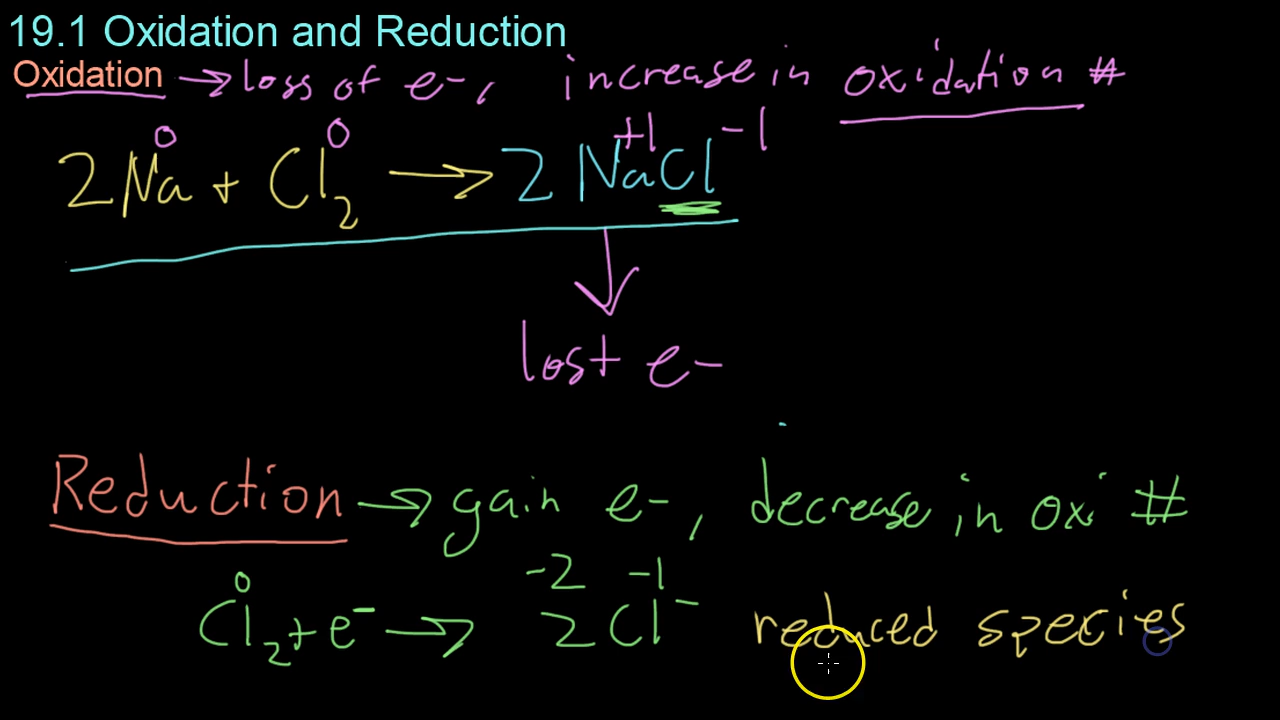 19.1 Oxidation and Reduction
Oxidation → loss of e-, increase in oxidation #
0 0 +1 -1
2Na + Cl₂ → 2NaCl
lost e-
Reduction → gain e-, decrease in oxi #
0 -2 -1
Cl₂ + e⁻ → 2Cl⁻ reduced species